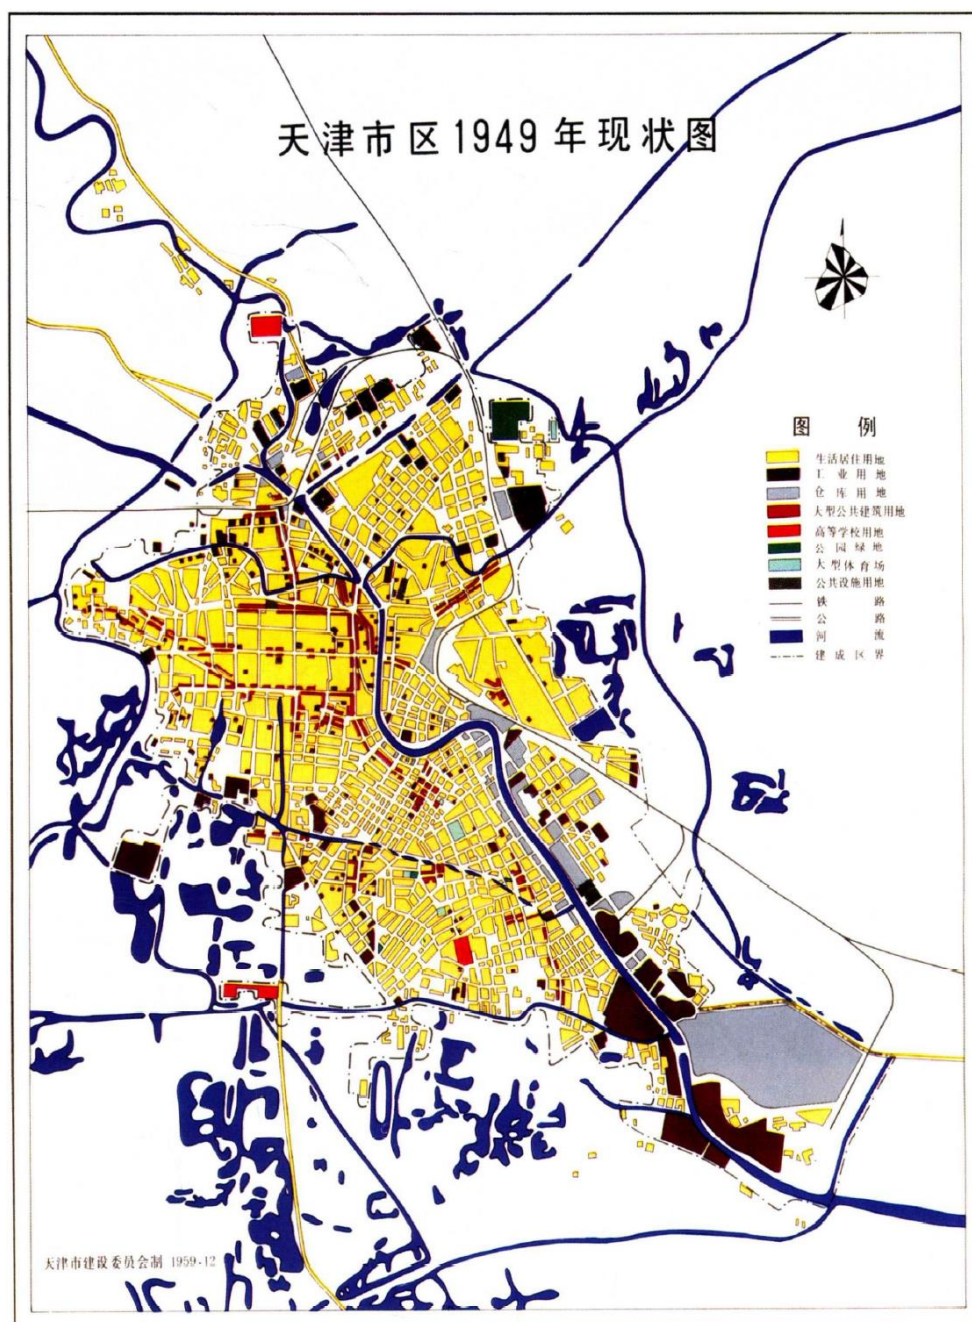 天津市区1949年现状图
图 例
生活居住用地
工业用地
仓库用地
大型公共建筑用地
高等学校用地
公园绿地
大型体育场
公共设施用地
铁路
公路
河流
建成区界
天津市建设委员会制 1959-12